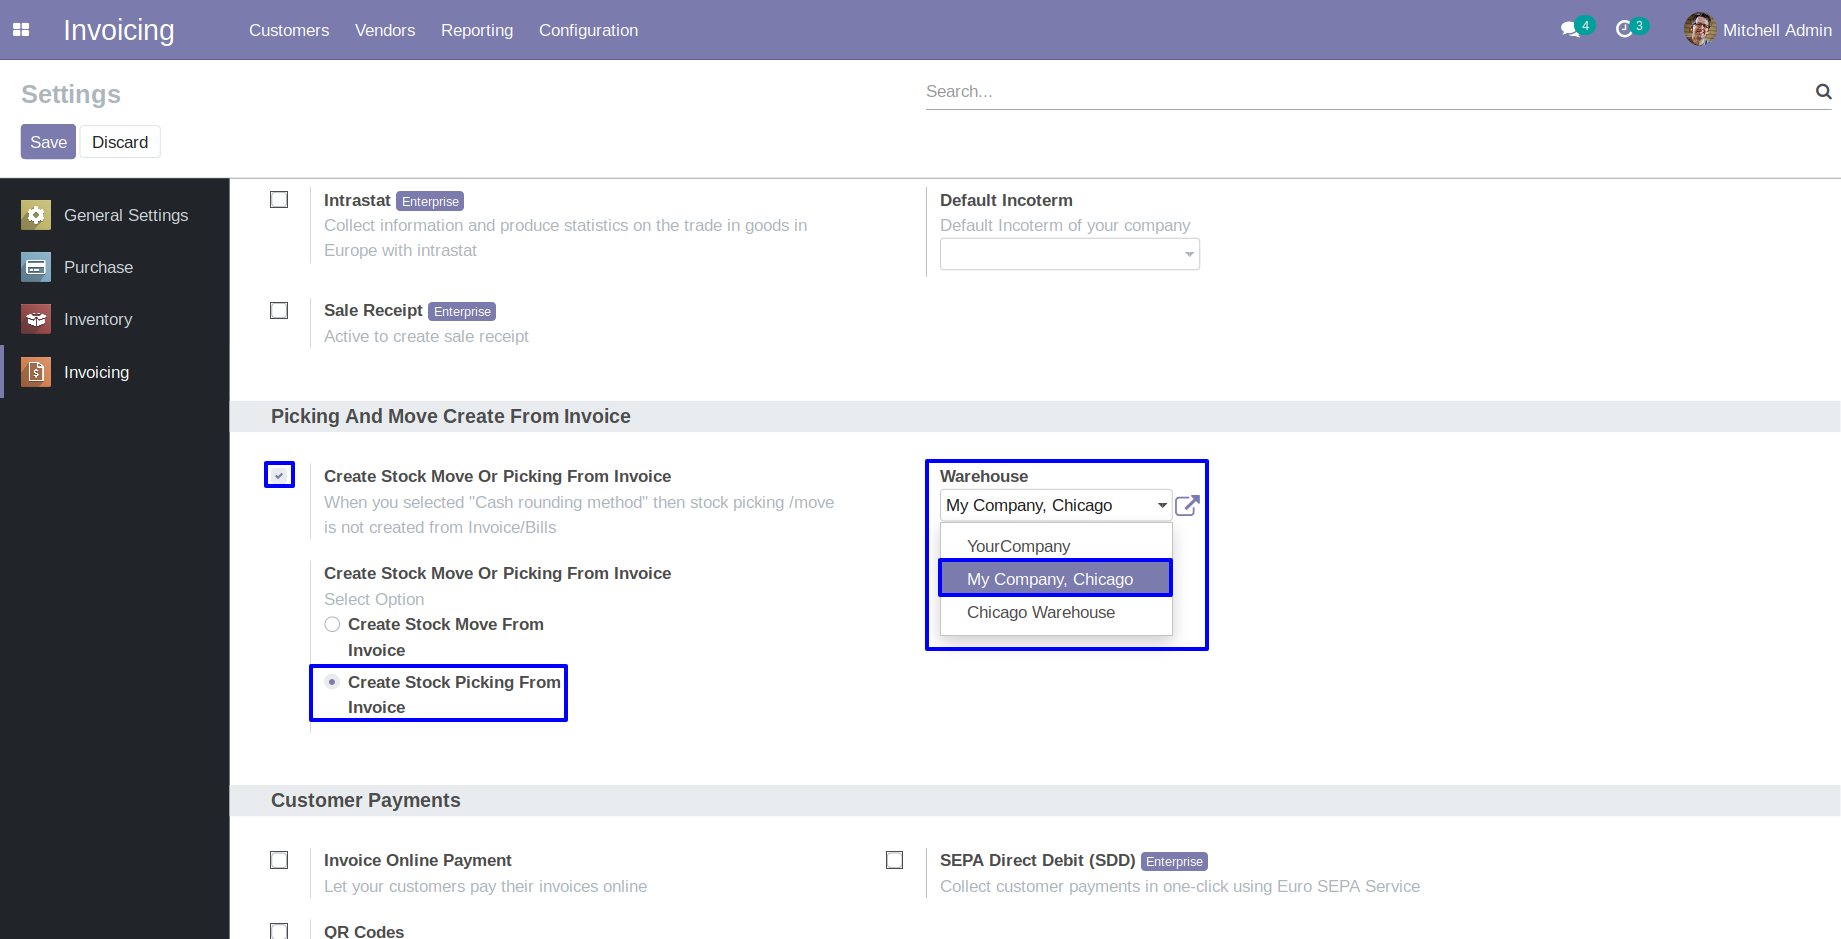 Invoicing
Customers
Vendors
Reporting
Configuration
4
3
Mitchell Admin
Settings
Search...
Save
Discard
General Settings
Purchase
Inventory
Invoicing
Intrastat Enterprise
Collect information and produce statistics on the trade in goods in
Europe with intrastat
Default Incoterm
Default Incoterm of your company
Sale Receipt Enterprise
Active to create sale receipt
Picking And Move Create From Invoice
Create Stock Move Or Picking From Invoice
When you selected "Cash rounding method" then stock picking /move
is not created from Invoice/Bills
Create Stock Move Or Picking From Invoice
Select Option
Create Stock Move From
Invoice
Create Stock Picking From
Invoice
Warehouse
My Company, Chicago
YourCompany
My Company, Chicago
Chicago Warehouse
Customer Payments
Invoice Online Payment
Let your customers pay their invoices online
SEPA Direct Debit (SDD) Enterprise
Collect customer payments in one-click using Euro SEPA Service
QR Codes